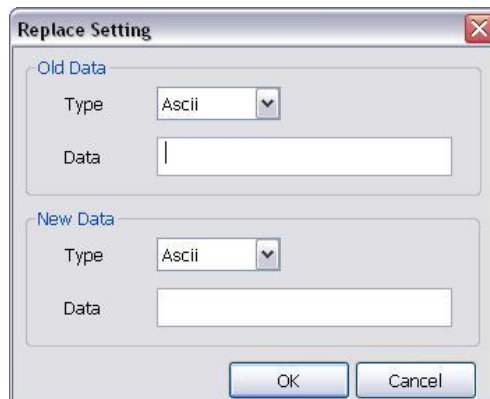 Replace Setting
Old Data
Type Ascii
Data
New Data
Type Ascii
Data
OK Cancel